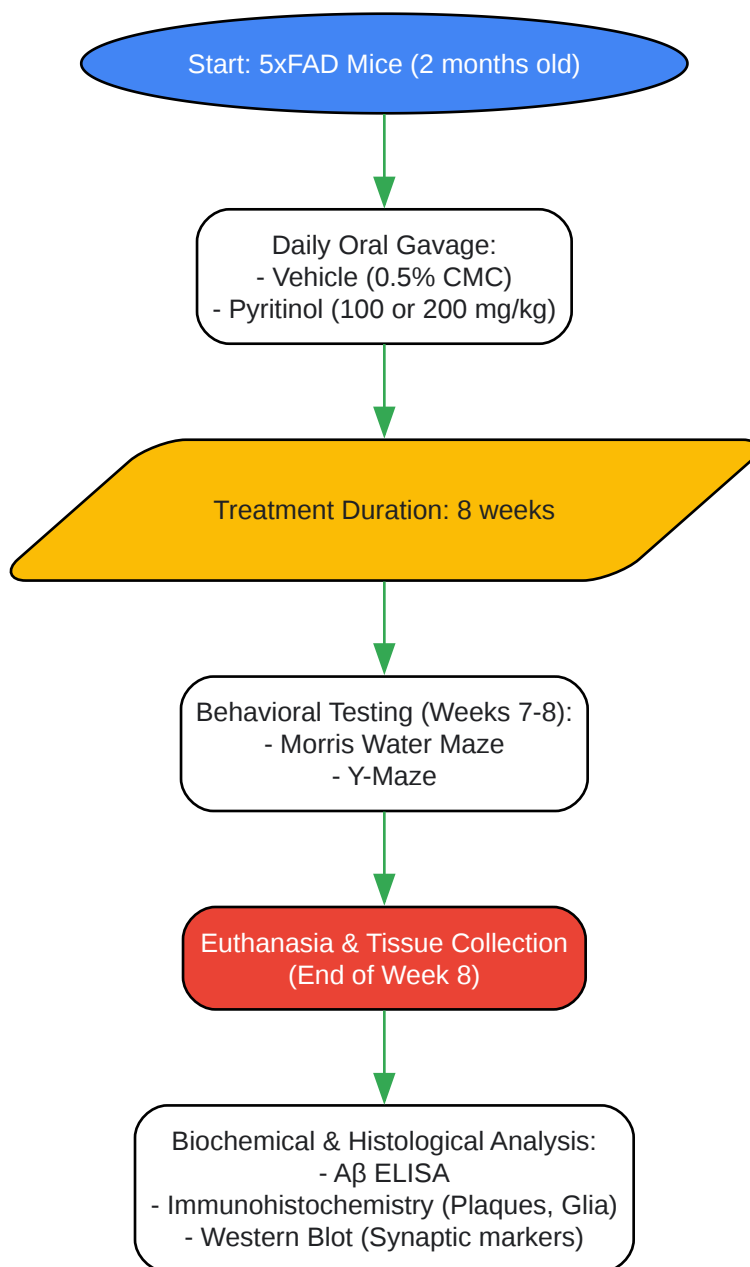 Start: 5xFAD Mice (2 months old)
Daily Oral Gavage:
- Vehicle (0.5% CMC)
- Pyritinol (100 or 200 mg/kg)
Treatment Duration: 8 weeks
Behavioral Testing (Weeks 7-8):
- Morris Water Maze
- Y-Maze
Euthanasia & Tissue Collection
(End of Week 8)
Biochemical & Histological Analysis:
- Aβ ELISA
- Immunohistochemistry (Plaques, Glia)
- Western Blot (Synaptic markers)